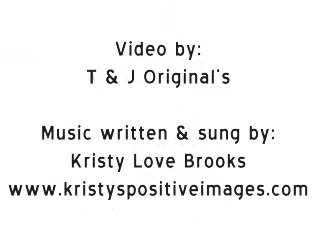 Video by:
T & J Original's
Music written & sung by:
Kristy Love Brooks
www.kristyspositiveimages.com